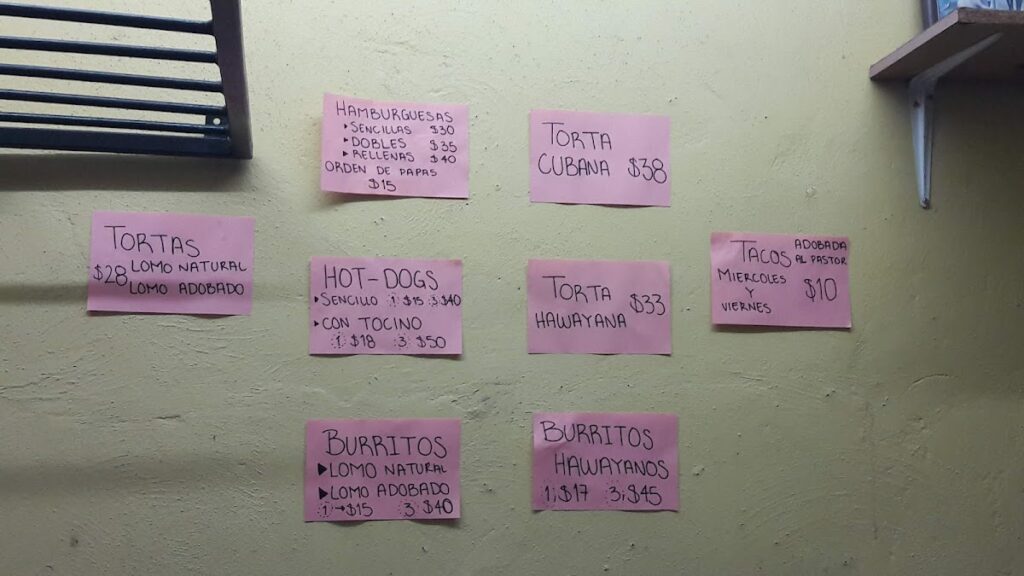 HAMBURGUESAS
▸SENCILLAS $30
▸DOBLES $35
▸RELLENAS $40
ORDEN DE PAPAS
$15
TORTA
CUBANA $38
TORTAS
$28 LOMO NATURAL
LOMO ADOBADO
HOT-DOGS
▸SENCILLO 1 $15 3 $40
▸CON TOCINO
1 $18 3 $50
TORTA $33
HAWAYANA
TACOS ADOBADA
AL PASTOR
MIERCOLES $10
Y
VIERNES
BURRITOS
▸LOMO NATURAL
▸LOMO ADOBADO
1→$15 3 $40
BURRITOS
HAWAYANOS
1; $17 3; $45